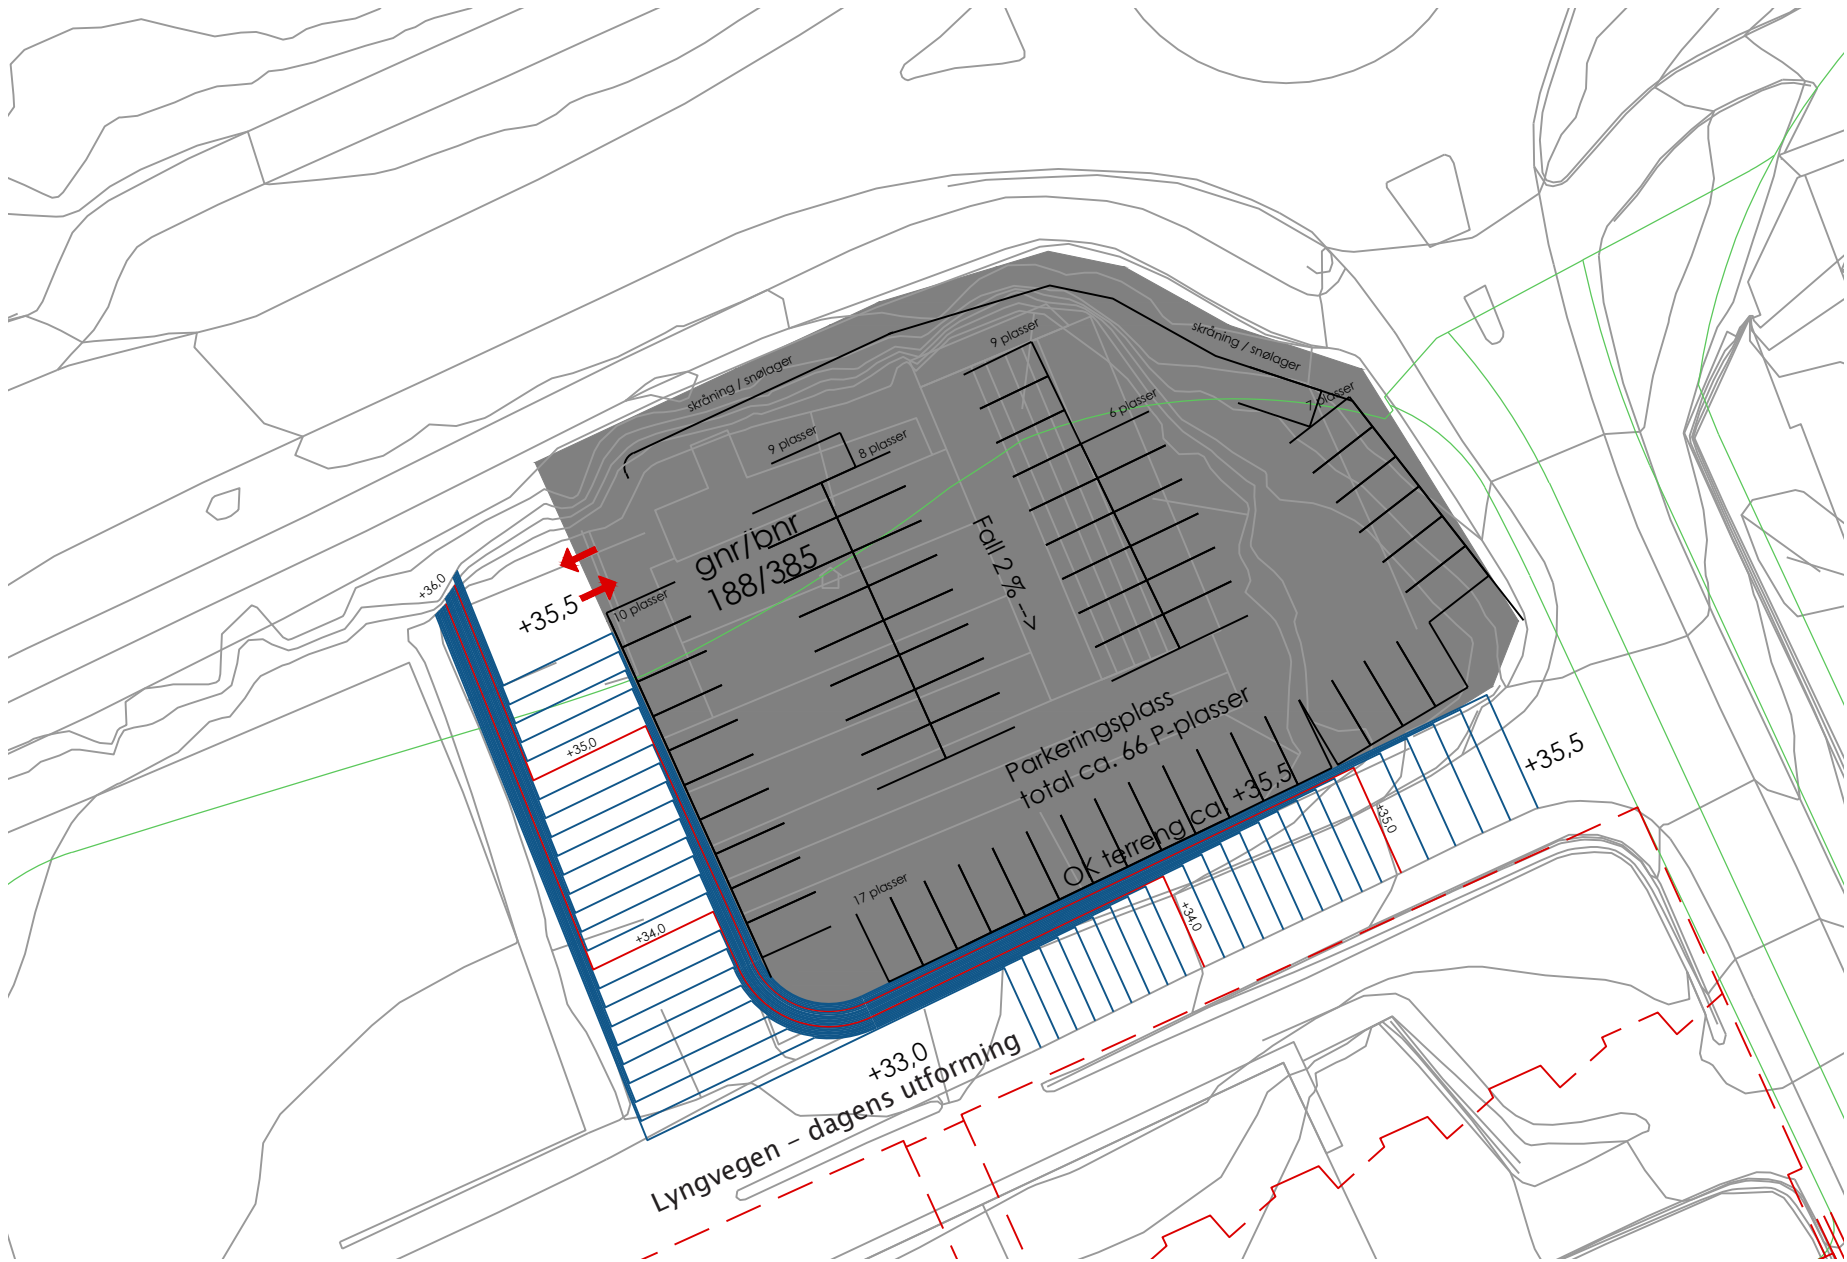 skråning / snølager
9 plasser
skråning / snølager
7 plasser
6 plasser
9 plasser
8 plasser
gnr/bnr
188/385
Fall 2 % -->
+36,0
+35,5
10 plasser
+35,0
+34,0
Parkeringsplass
total ca. 66 P-plasser
OK terreng ca. +35,5
17 plasser
+35,5
+35,0
+34,0
+33,0
Lyngvegen - dagens utforming